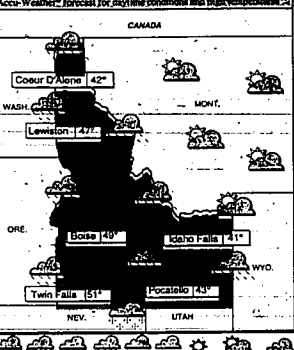 Accu-Weather® forecast for daytime conditions and high temperatures
CANADA
Coeur D'Alene 42°
WASH.
MONT.
Lewiston 47°
ORE.
Boise
Idaho Falls 41°
WYO.
Twin Falls 51°
Pocatello 43°
NEV.
UTAH